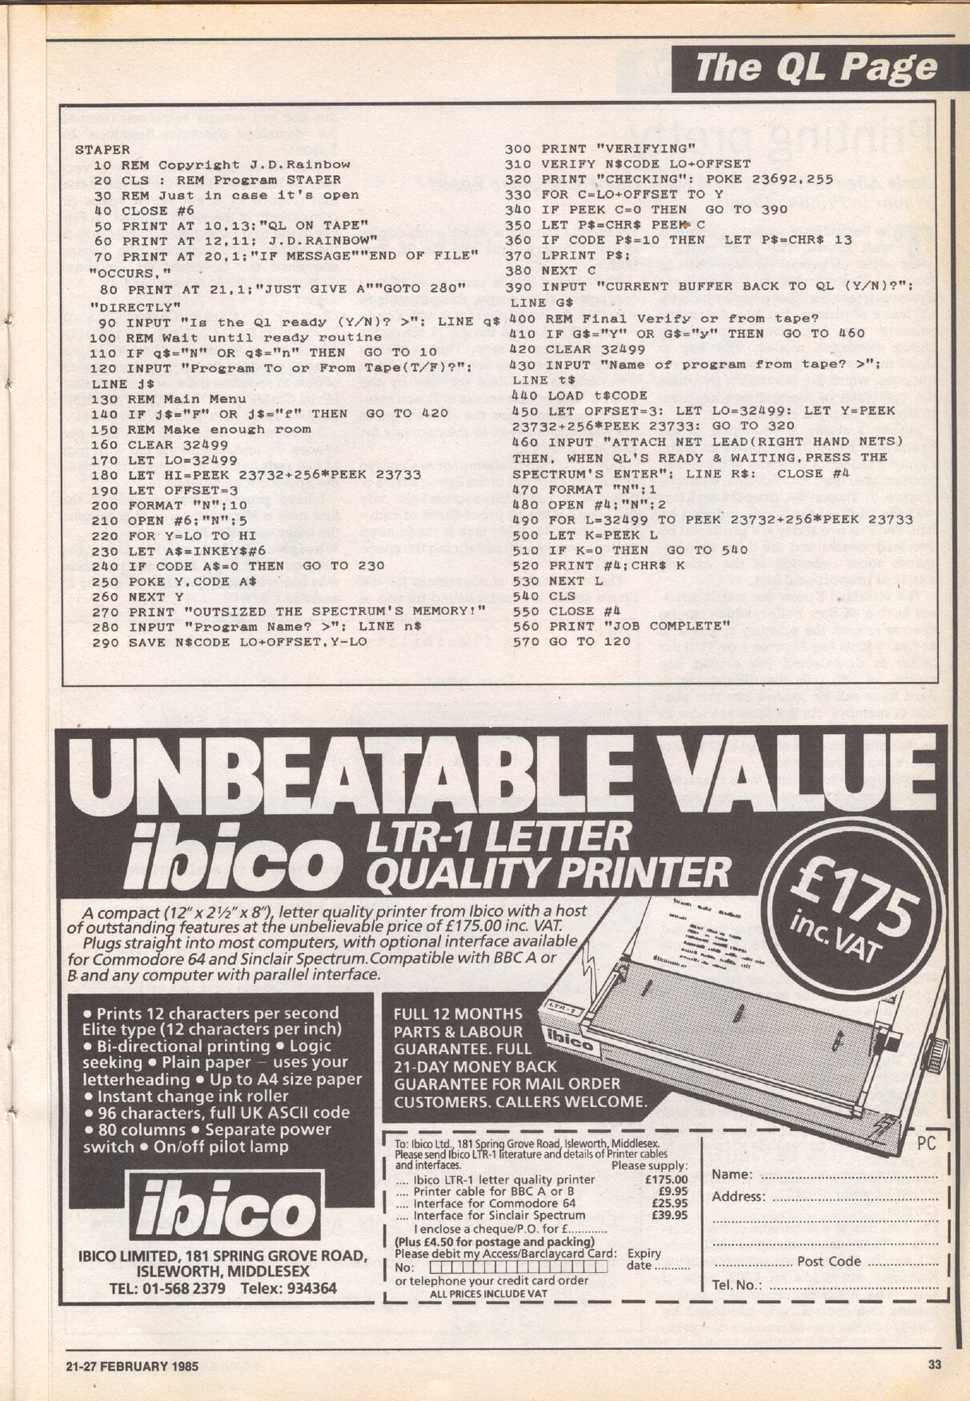 The QL Page
STAPER
10 REM Copyright J.D.Rainbow
20 CLS : REM Program STAPER
30 REM Just in case it's open
40 CLOSE #6
50 PRINT AT 10,13;"QL ON TAPE"
60 PRINT AT 12,11; J.D.RAINBOW"
70 PRINT AT 20,1;"IF MESSAGE""END OF FILE"
"OCCURS,"
80 PRINT AT 21,1;"JUST GIVE A""GOTO 280"
"DIRECTLY"
90 INPUT "Is the Ql ready (Y/N)? >"; LINE q$
100 REM Wait until ready routine
110 IF q$="N" OR q$="n" THEN GO TO 10
120 INPUT "Program To or From Tape(T/F)?";
LINE j$
130 REM Main Menu
140 IF J$="F" OR j$="f" THEN GO TO 420
150 REM Make enough room
160 CLEAR 32499
170 LET LO=32499
180 LET HI=PEEK 23732+256*PEEK 23733
190 LET OFFSET=3
200 FORMAT "N";10
210 OPEN #6;"N";5
220 FOR Y=LO TO HI
230 LET A$=INKEY$#6
240 IF CODE A$=0 THEN GO TO 230
250 POKE Y,CODE A$
260 NEXT Y
270 PRINT "OUTSIZED THE SPECTRUM'S MEMORY!"
280 INPUT "Program Name? >"; LINE n$
290 SAVE N$CODE LO+OFFSET,Y-LO
300 PRINT "VERIFYING"
310 VERIFY N$CODE LO+OFFSET
320 PRINT "CHECKING": POKE 23692,255
330 FOR C=LO+OFFSET TO Y
340 IF PEEK C=0 THEN GO TO 390
350 LET P$=CHR$ PEEK C
360 IF CODE P$=10 THEN LET P$=CHR$ 13
370 LPRINT P$;
380 NEXT C
390 INPUT "CURRENT BUFFER BACK TO QL (Y/N)?";
LINE G$
400 REM Final Verify or from tape?
410 IF G$="Y" OR G$="y" THEN GO TO 460
420 CLEAR 32499
430 INPUT "Name of program from tape? >";
LINE t$
440 LOAD t$CODE
450 LET OFFSET=3: LET LO=32499: LET Y=PEEK
23732+256*PEEK 23733: GO TO 320
460 INPUT "ATTACH NET LEAD(RIGHT HAND NETS)
THEN, WHEN QL'S READY & WAITING,PRESS THE
SPECTRUM'S ENTER"; LINE R$: CLOSE #4
470 FORMAT "N";1
480 OPEN #4;"N";2
490 FOR L=32499 TO PEEK 23732+256*PEEK 23733
500 LET K=PEEK L
510 IF K=0 THEN GO TO 540
520 PRINT #4;CHR$ K
530 NEXT L
540 CLS
550 CLOSE #4
560 PRINT "JOB COMPLETE"
570 GO TO 120
UNBEATABLE VALUE
ibico LTR-1 LETTER
QUALITY PRINTER
£175
inc. VAT
A compact (12" x 2½" x 8"), letter quality printer from Ibico with a host
of outstanding features at the unbelievable price of £175.00 inc. VAT.
Plugs straight into most computers, with optional interface available
for Commodore 64 and Sinclair Spectrum. Compatible with BBC A or
B and any computer with parallel interface.
• Prints 12 characters per second
Elite type (12 characters per inch)
• Bi-directional printing • Logic
seeking • Plain paper – uses your
letterheading • Up to A4 size paper
• Instant change ink roller
• 96 characters, full UK ASCII code
• 80 columns • Separate power
switch • On/off pilot lamp
FULL 12 MONTHS
PARTS & LABOUR
GUARANTEE. FULL
21-DAY MONEY BACK
GUARANTEE FOR MAIL ORDER
CUSTOMERS. CALLERS WELCOME.
LTR-1
ibico
ibico
IBICO LIMITED, 181 SPRING GROVE ROAD,
ISLEWORTH, MIDDLESEX
TEL: 01-568 2379 Telex: 934364
To: Ibico Ltd., 181 Spring Grove Road, Isleworth, Middlesex.
Please send Ibico LTR-1 literature and details of Printer cables
and interfaces. Please supply:
.... Ibico LTR-1 letter quality printer £175.00
.... Printer cable for BBC A or B £9.95
.... Interface for Commodore 64 £25.95
.... Interface for Sinclair Spectrum £39.95
I enclose a cheque/P.O. for £............
(Plus £4.50 for postage and packing)
Please debit my Access/Barclaycard Card: Expiry
No: date ...........
or telephone your credit card order
ALL PRICES INCLUDE VAT
PC
Name: ..............................
Address: ..............................
.............. Post Code ..............
Tel. No.: ..............................
21-27 FEBRUARY 1985
33